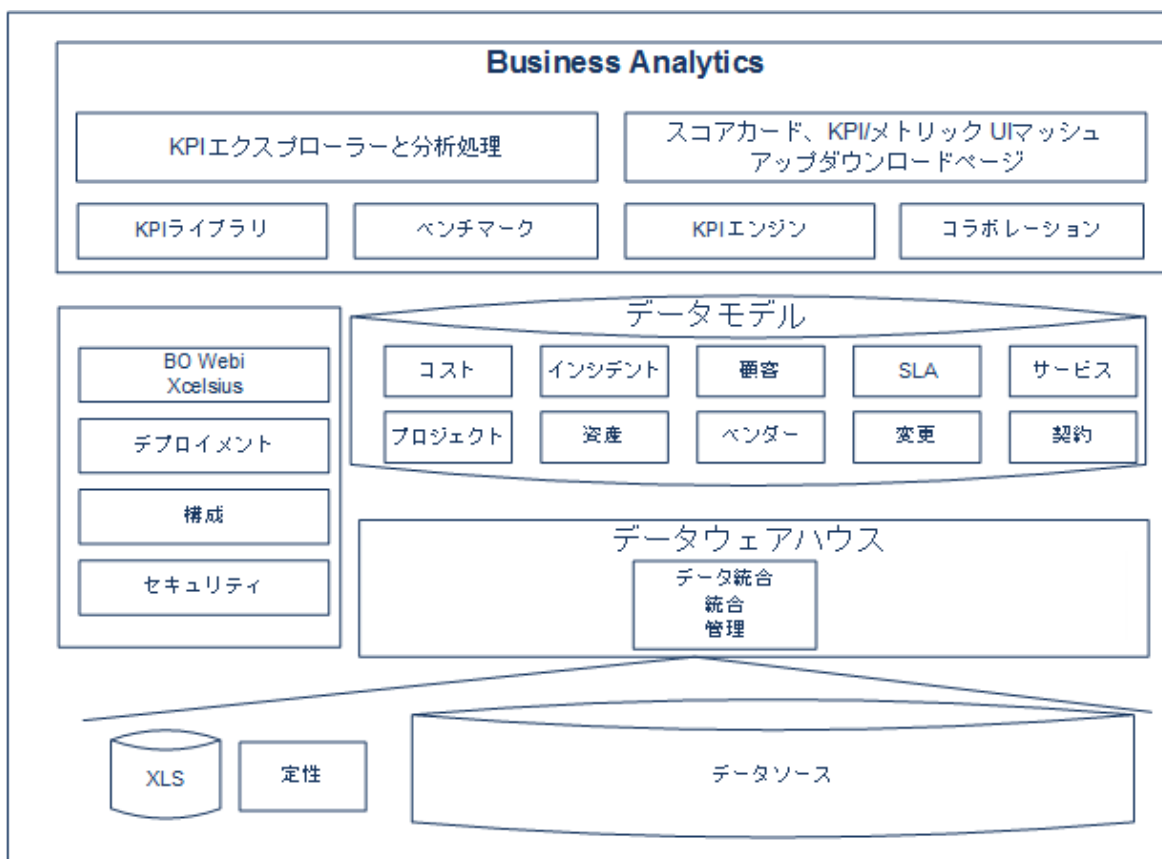 Business Analytics
KPIエクスプローラーと分析処理
スコアカード、KPI/メトリック UIマッシュ
アップダウンロードページ
KPIライブラリ
ベンチマーク
KPIエンジン
コラボレーション
BO Webi
Xcelsius
デプロイメント
構成
セキュリティ
データモデル
コスト
インシデント
顧客
SLA
サービス
プロジェクト
資産
ベンダー
変更
契約
データウェアハウス
データ統合
統合
管理
XLS
定性
データソース